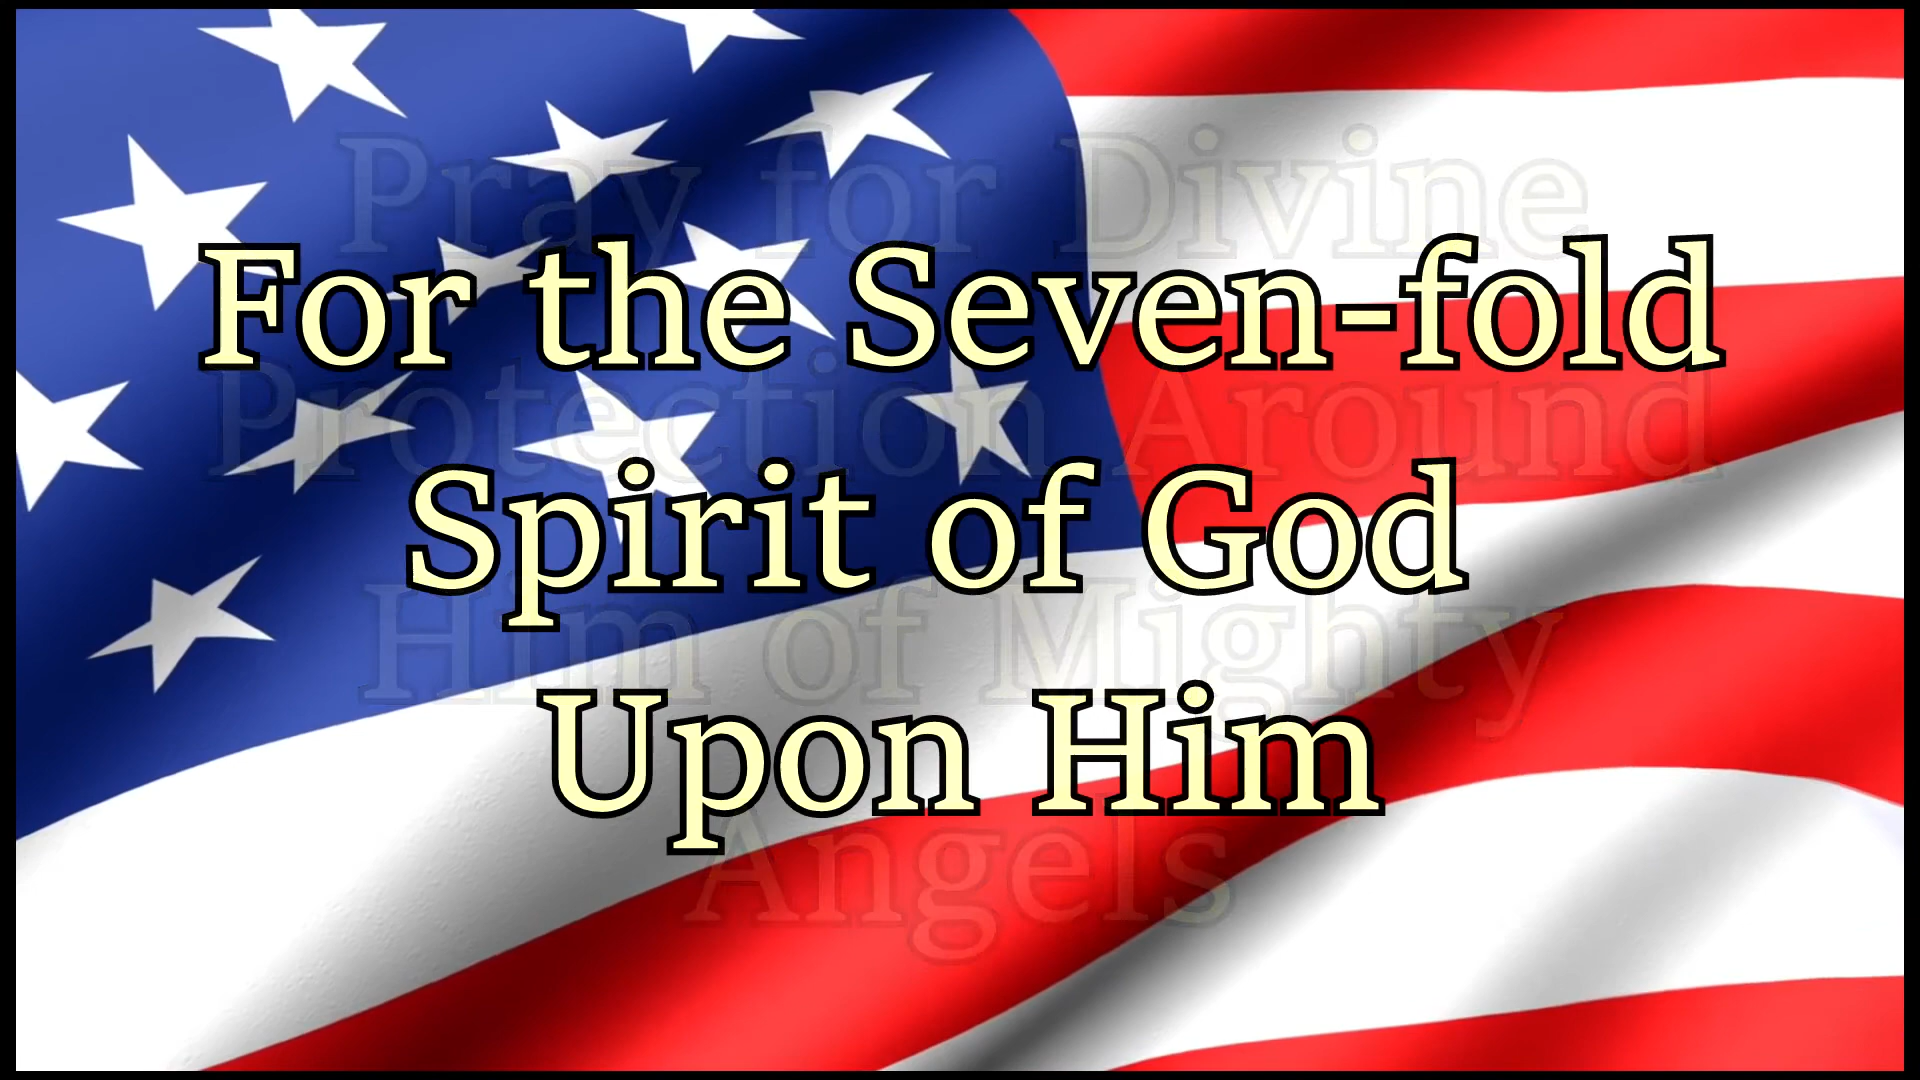 Pray for Divine
For the Seven-fold
Protection Around
Spirit of God
Him of Mighty
Upon Him
Angels